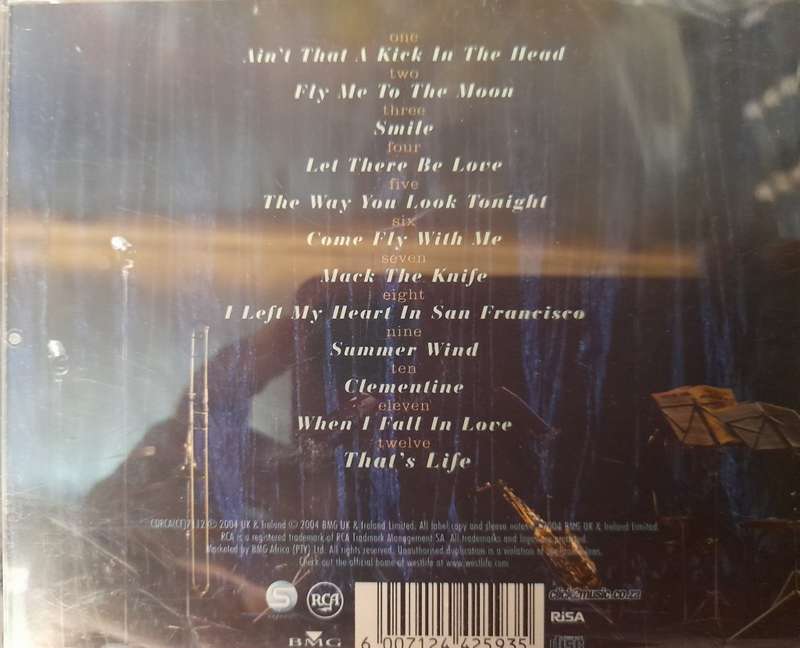 one
Ain't That A Kick In The Head
two
Fly Me To The Moon
three
Smile
four
Let There Be Love
five
The Way You Look Tonight
six
Come Fly With Me
seven
Mack The Knife
eight
I Left My Heart In San Francisco
nine
Summer Wind
ten
Clementine
eleven
When I Fall In Love
twelve
That's Life
℗ 2004 UK & Ireland © 2004 BMG UK & Ireland Limited. All label copy and sleeve notes 2004 BMG UK & Ireland Limited.
RCA is a registered trademark of RCA Trademark Management SA. All trademarks and logos are protected.
Marketed by BMG Africa (PTY) Ltd. All rights reserved. Unauthorised duplication is a violation of
Check out the official home of westlife at www.westlife.com
S RCA click2music.co.za
RiSA
BMG 6 007124 425935 disc